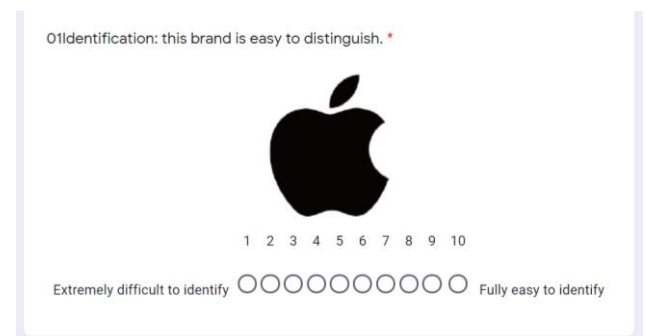 01Identification: this brand is easy to distinguish. *
1 2 3 4 5 6 7 8 9 10
Extremely difficult to identify Fully easy to identify